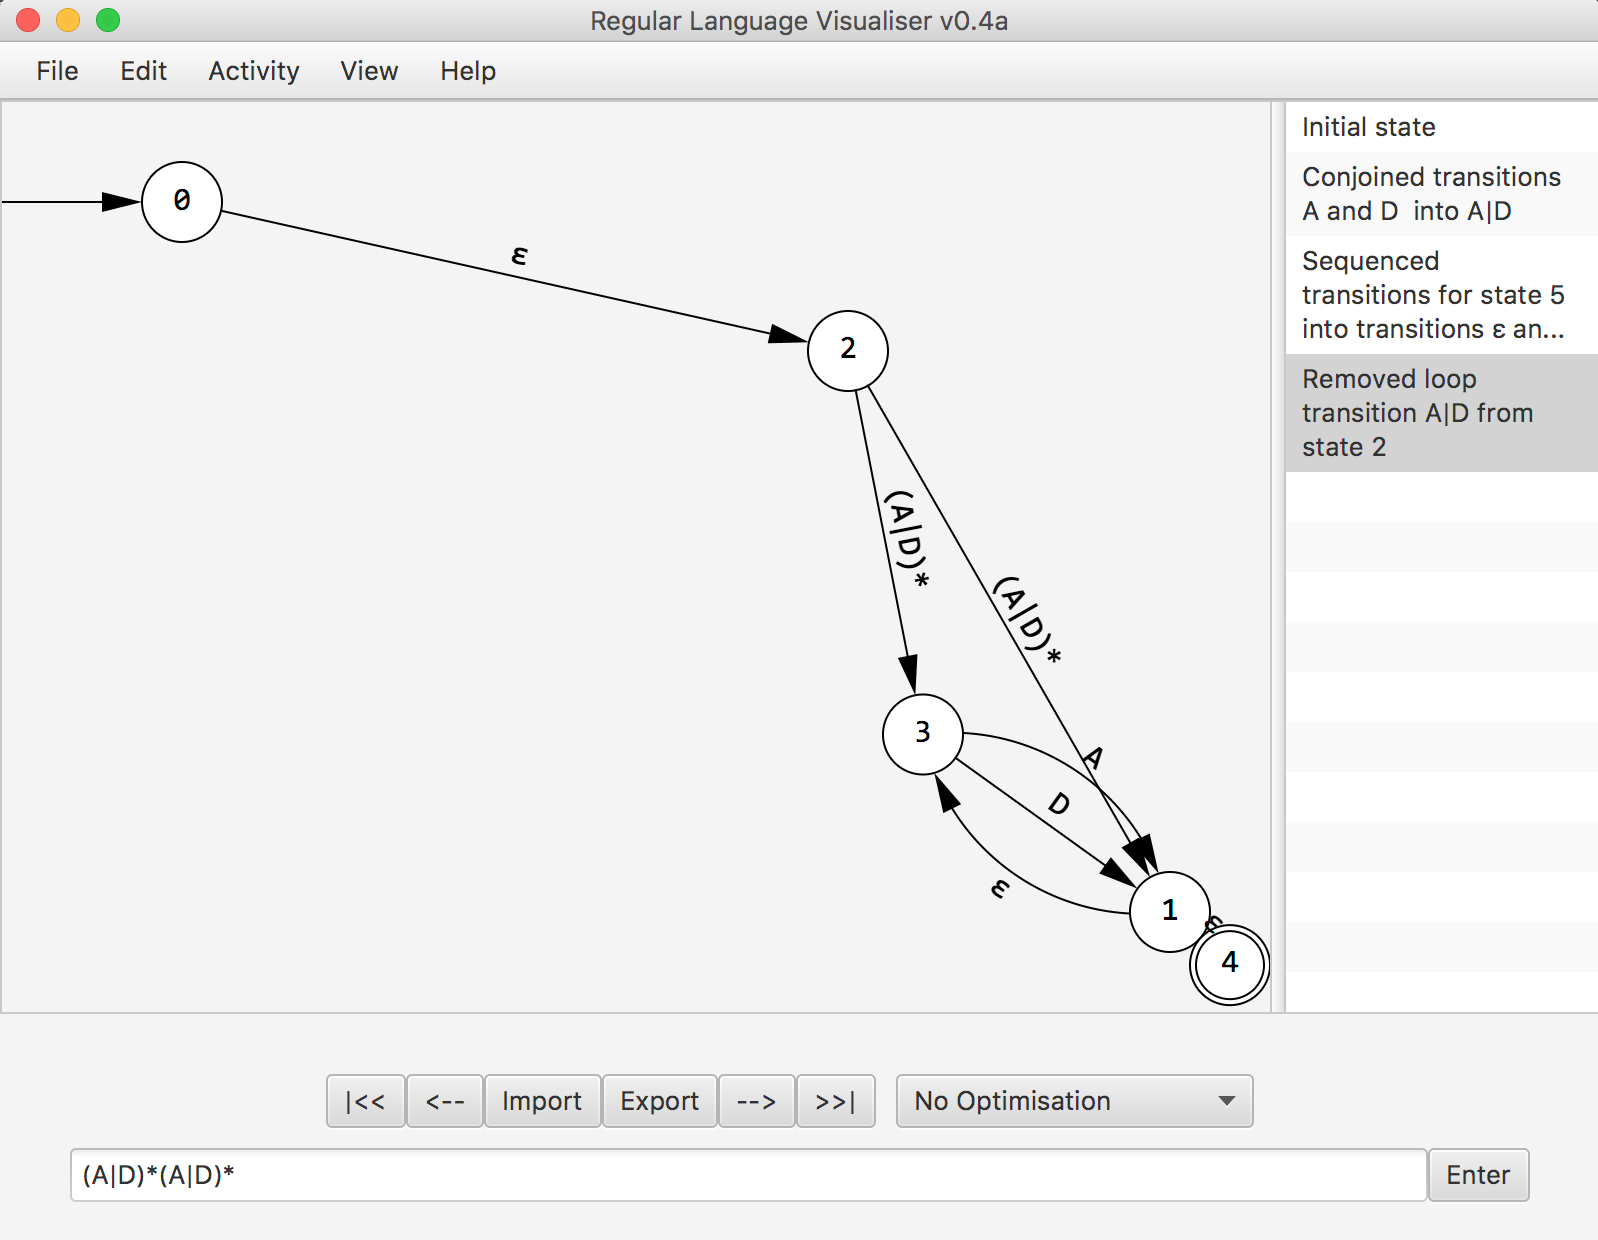 Regular Language Visualiser v0.4a
File Edit Activity View Help
0
ε
2
(A|D)*
(A|D)*
3
A
D
ε
1
ε
4
Initial state
Conjoined transitions
A and D  into A|D
Sequenced
transitions for state 5
into transitions ε an...
Removed loop
transition A|D from
state 2
|<< <-- Import Export --> >>| No Optimisation
(A|D)*(A|D)* Enter